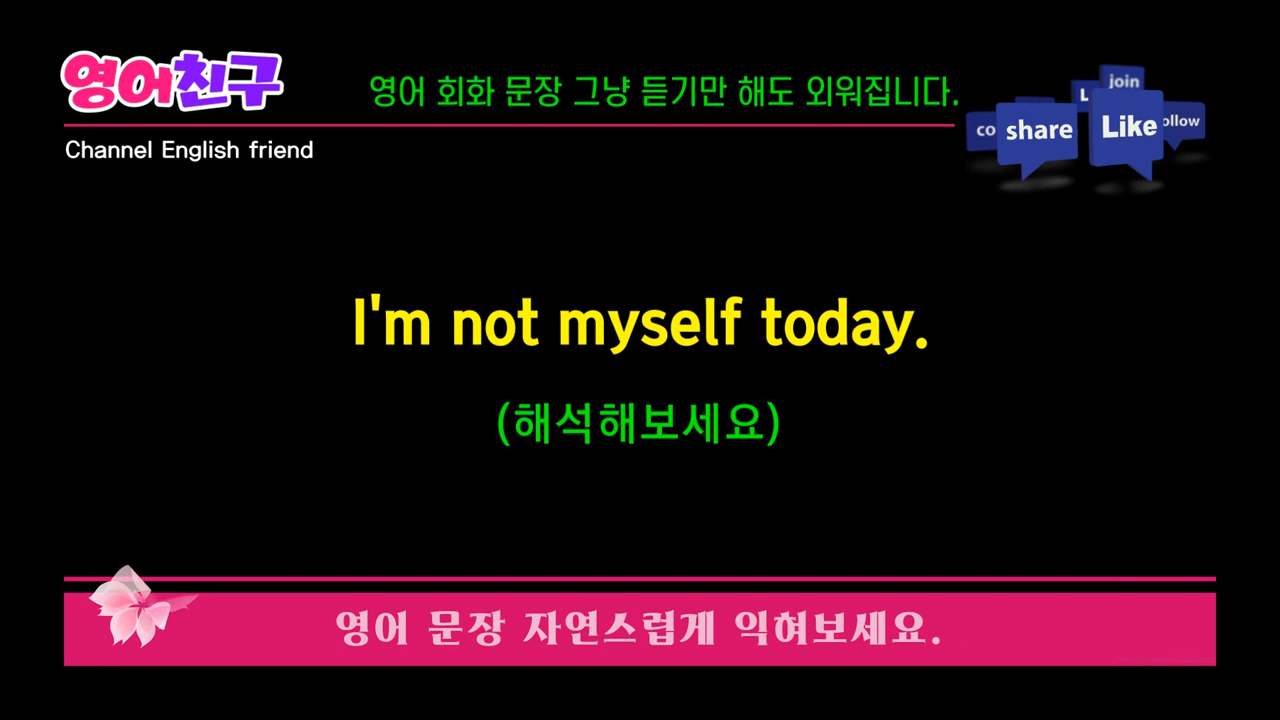 영어친구
영어 회화 문장 그냥 듣기만 해도 외워집니다.
Channel English friend
join
share
Like
I'm not myself today.
(해석해보세요)
영어 문장 자연스럽게 익혀보세요.